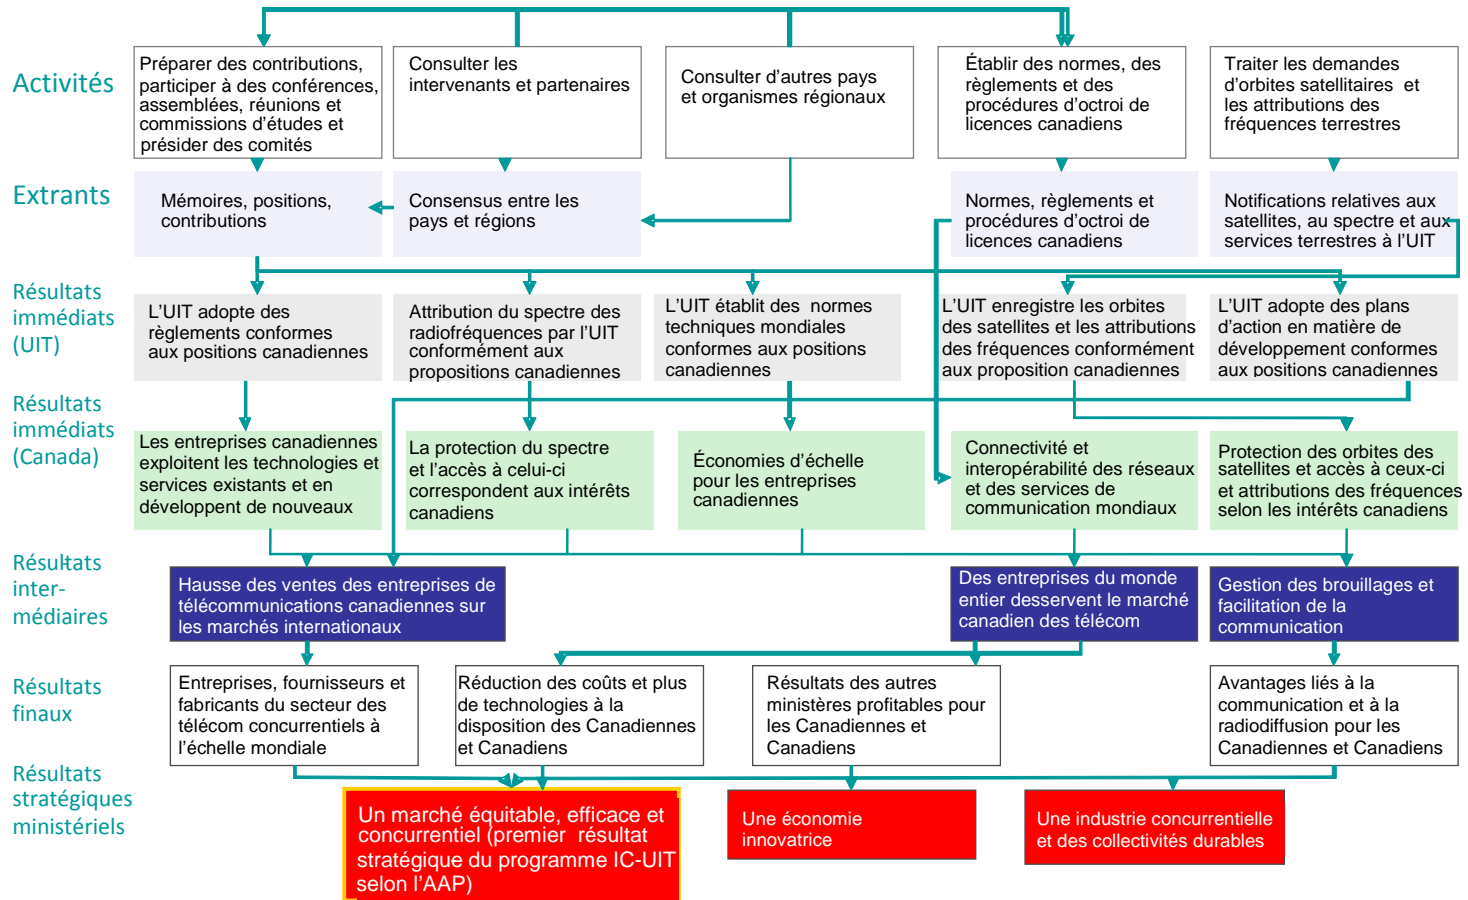 Activités
Préparer des contributions,
participer à des conférences,
assemblées, réunions et
commissions d'études et
présider des comités
Consulter les
intervenants et partenaires
Consulter d'autres pays
et organismes régionaux
Établir des normes, des
règlements et des
procédures d'octroi de
licences canadiens
Traiter les demandes
d'orbites satellitaires et
les attributions des
fréquences terrestres
Extrants
Mémoires, positions,
contributions
Consensus entre les
pays et régions
Normes, règlements et
procédures d'octroi de
licences canadiens
Notifications relatives aux
satellites, au spectre et aux
services terrestres à l'UIT
Résultats
immédiats
(UIT)
L'UIT adopte des
règlements conformes
aux positions canadiennes
Attribution du spectre des
radiofréquences par l'UIT
conformément aux
propositions canadiennes
L'UIT établit des normes
techniques mondiales
conformes aux positions
canadiennes
L'UIT enregistre les orbites
des satellites et les attributions
des fréquences conformément
aux proposition canadiennes
L'UIT adopte des plans
d'action en matière de
développement conformes
aux positions canadiennes
Résultats
immédiats
(Canada)
Les entreprises canadiennes
exploitent les technologies et
services existants et en
développent de nouveaux
La protection du spectre
et l'accès à celui-ci
correspondent aux intérêts
canadiens
Économies d'échelle
pour les entreprises
canadiennes
Connectivité et
interopérabilité des réseaux
et des services de
communication mondiaux
Protection des orbites des
satellites et accès à ceux-ci
et attributions des fréquences
selon les intérêts canadiens
Résultats
inter-
médiaires
Hausse des ventes des entreprises de
télécommunications canadiennes sur
les marchés internationaux
Des entreprises du monde
entier desservent le marché
canadien des télécom
Gestion des brouillages et
facilitation de la
communication
Résultats
finaux
Entreprises, fournisseurs et
fabricants du secteur des
télécom concurrentiels à
l'échelle mondiale
Réduction des coûts et plus
de technologies à la
disposition des Canadiennes
et Canadiens
Résultats des autres
ministères profitables pour
les Canadiennes et
Canadiens
Avantages liés à la
communication et à la
radiodiffusion pour les
Canadiennes et Canadiens
Résultats
stratégiques
ministériels
Un marché équitable, efficace et
concurrentiel (premier résultat
stratégique du programme IC-UIT
selon l'AAP)
Une économie
innovatrice
Une industrie concurrentielle
et des collectivités durables